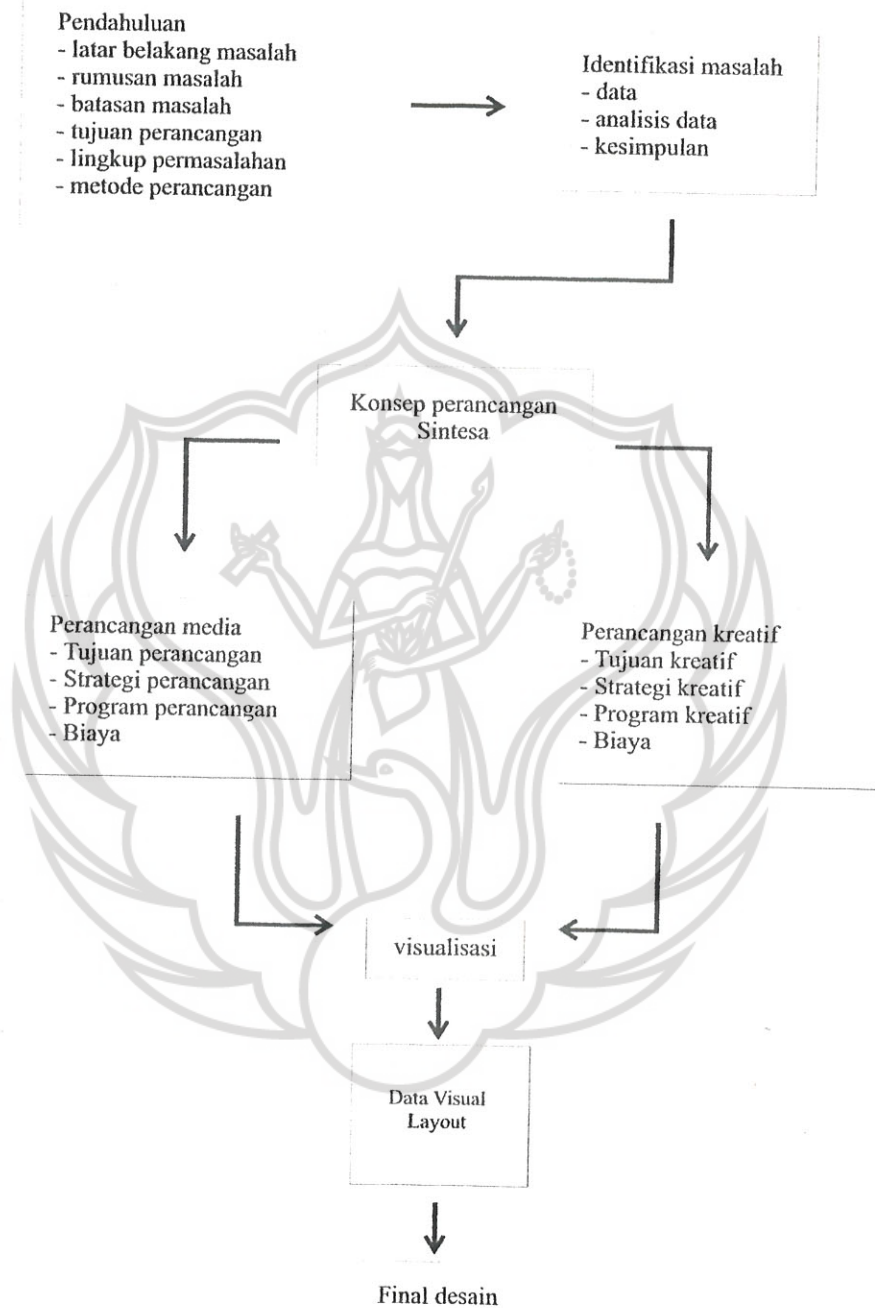 Pendahuluan
- latar belakang masalah
- rumusan masalah
- batasan masalah
- tujuan perancangan
- lingkup permasalahan
- metode perancangan
Identifikasi masalah
- data
- analisis data
- kesimpulan
Konsep perancangan
Sintesa
Perancangan media
- Tujuan perancangan
- Strategi perancangan
- Program perancangan
- Biaya
Perancangan kreatif
- Tujuan kreatif
- Strategi kreatif
- Program kreatif
- Biaya
visualisasi
Data Visual
Layout
Final desain